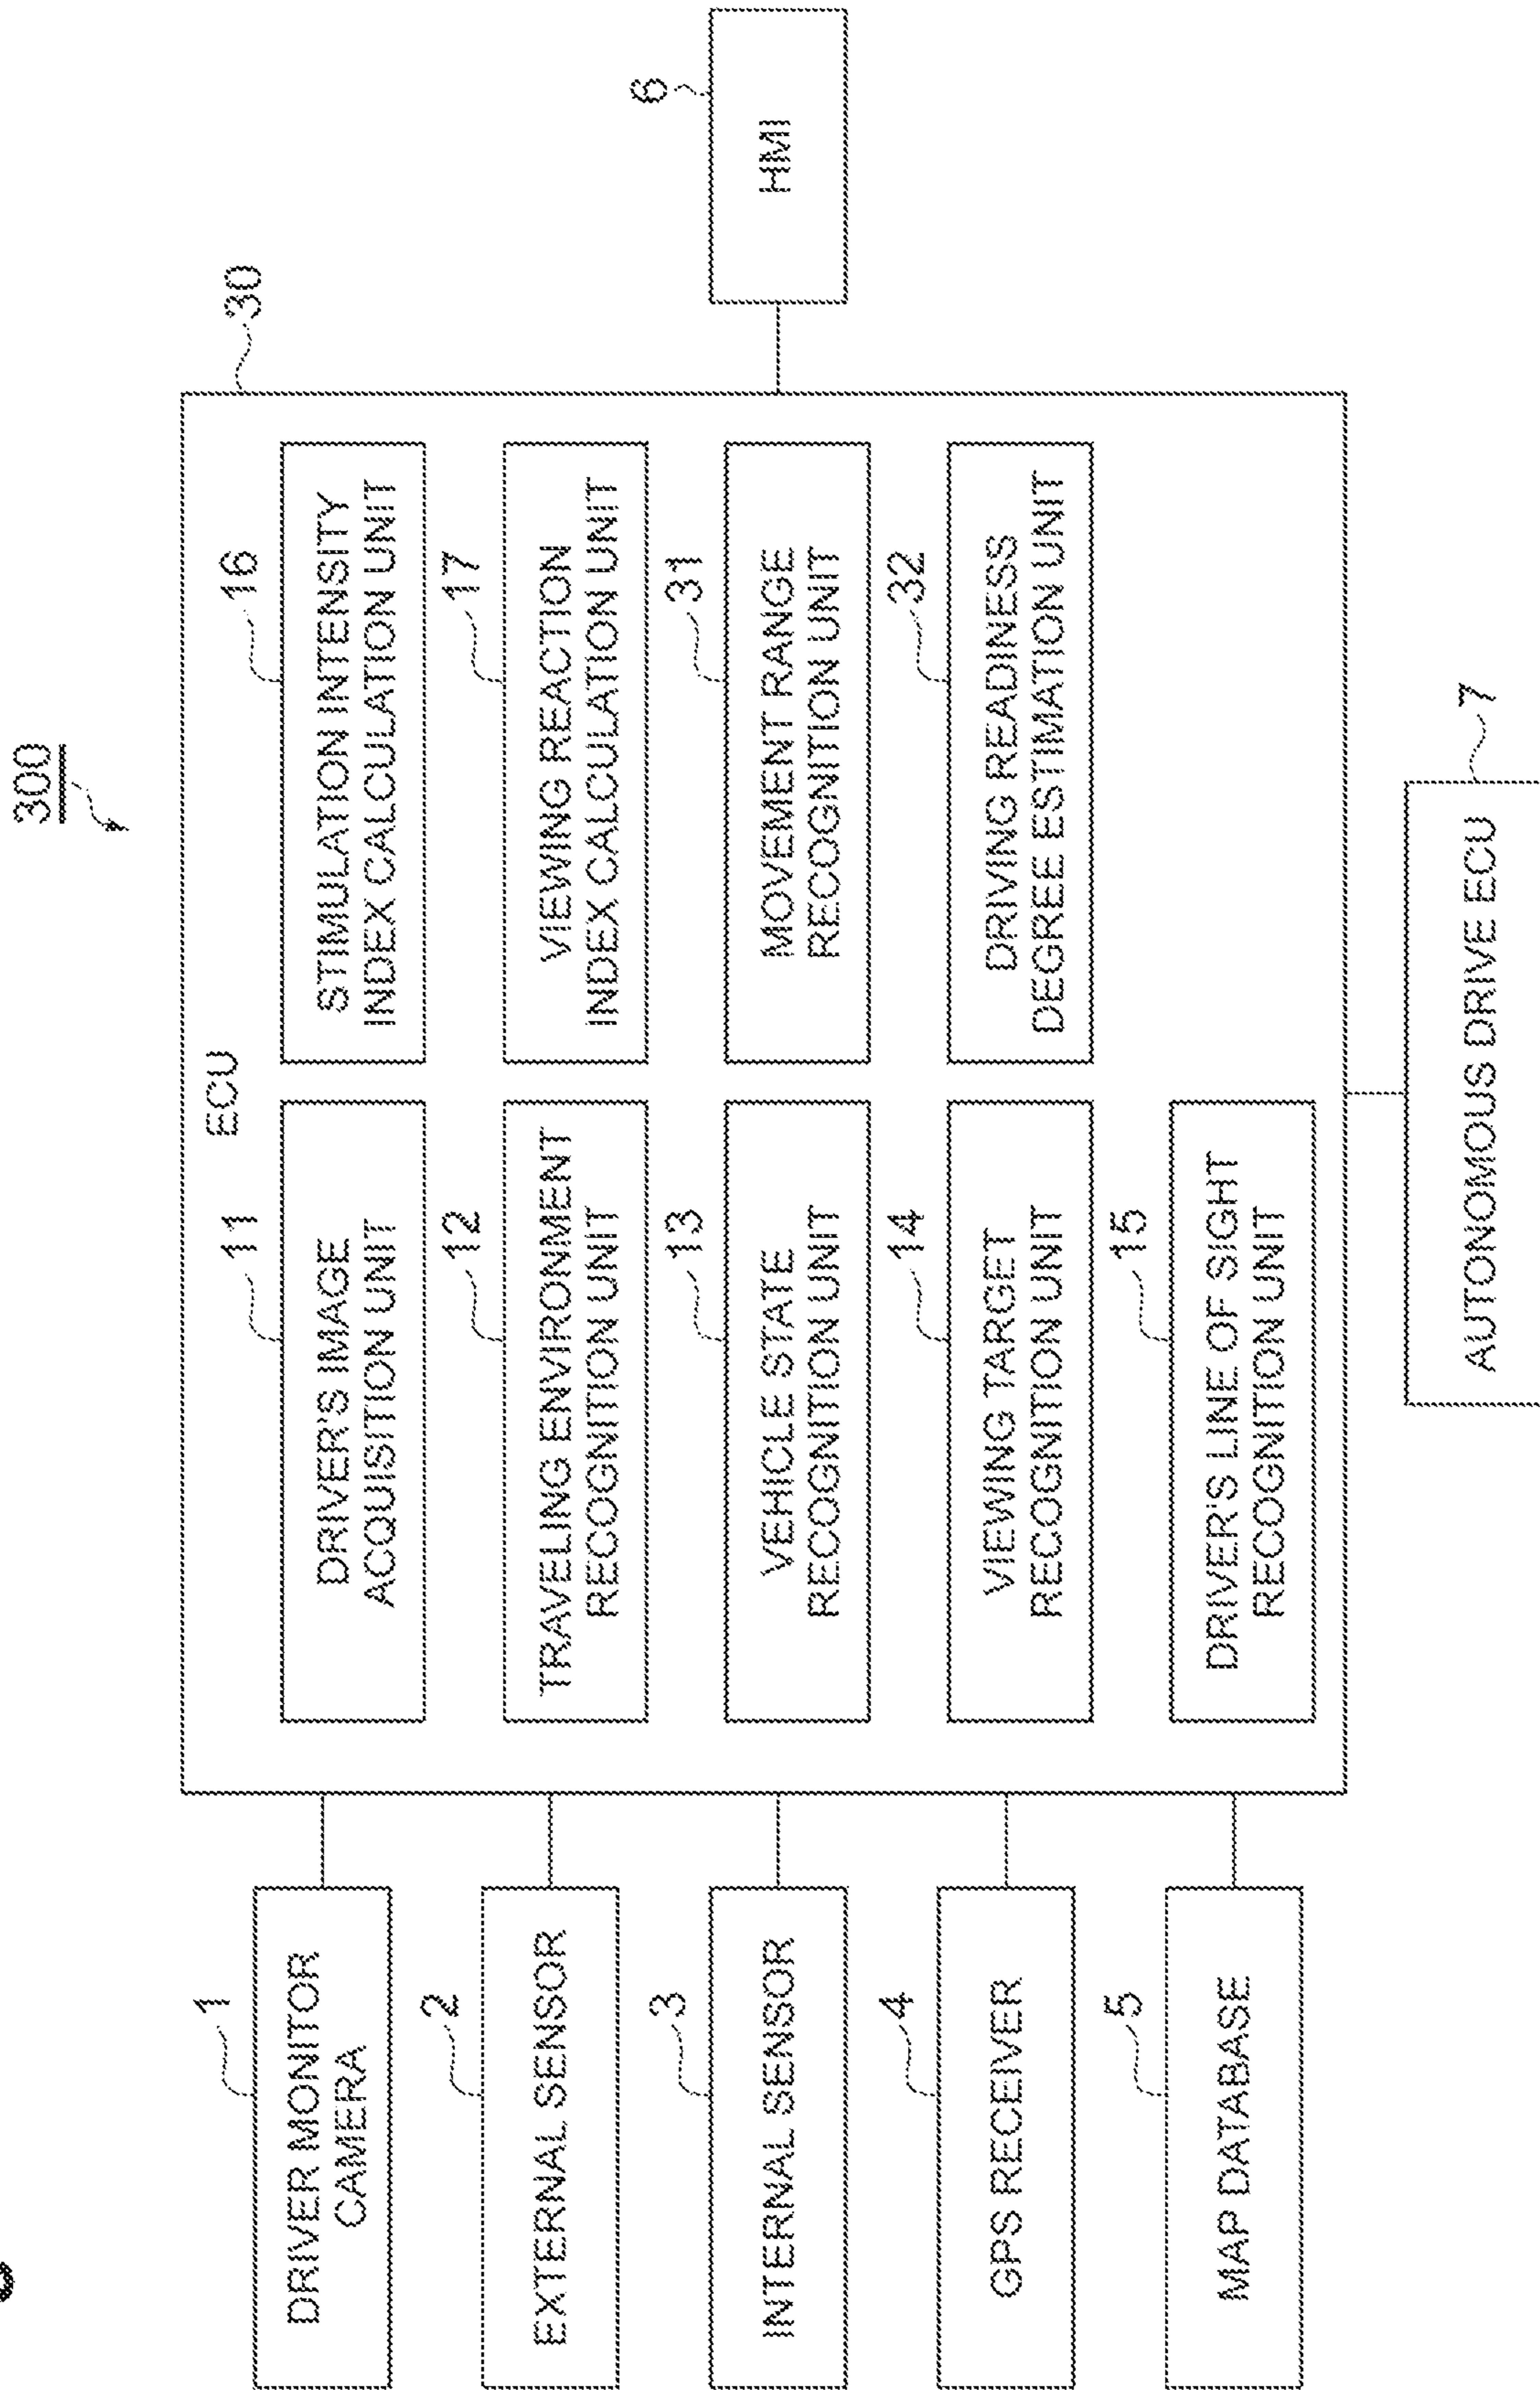 300
1
DRIVER MONITOR
CAMERA
2
EXTERNAL SENSOR
3
INTERNAL SENSOR
4
GPS RECEIVER
5
MAP DATABASE
30
ECU
11
DRIVER'S IMAGE
ACQUISITION UNIT
16
STIMULATION INTENSITY
INDEX CALCULATION UNIT
12
TRAVELING ENVIRONMENT
RECOGNITION UNIT
17
VIEWING REACTION
INDEX CALCULATION UNIT
13
VEHICLE STATE
RECOGNITION UNIT
31
MOVEMENT RANGE
RECOGNITION UNIT
14
VIEWING TARGET
RECOGNITION UNIT
32
DRIVING READINESS
DEGREE ESTIMATION UNIT
15
DRIVER'S LINE OF SIGHT
RECOGNITION UNIT
6
HMI
7
AUTONOMOUS DRIVE ECU